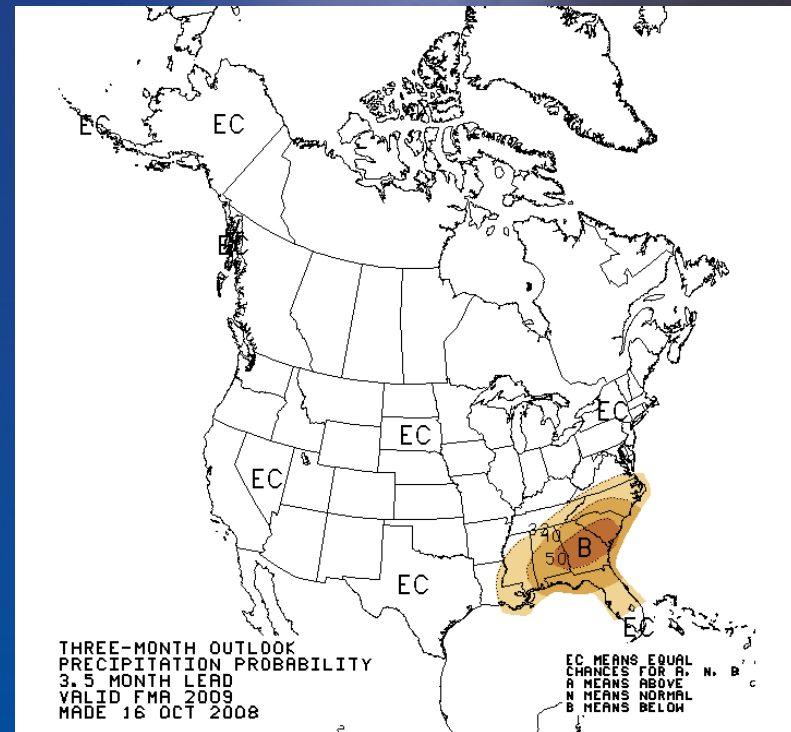 EC
EC
EC
EC
EC
EC
33
40
50
B
EC
EC
THREE-MONTH OUTLOOK
PRECIPITATION PROBABILITY
3.5 MONTH LEAD
VALID FMA 2009
MADE 16 OCT 2008
EC MEANS EQUAL
CHANCES FOR A, N, B
A MEANS ABOVE
N MEANS NORMAL
B MEANS BELOW